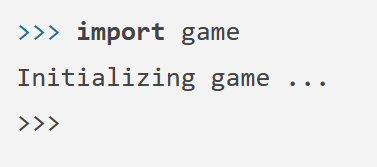 >>> import game
Initializing game ...
>>>